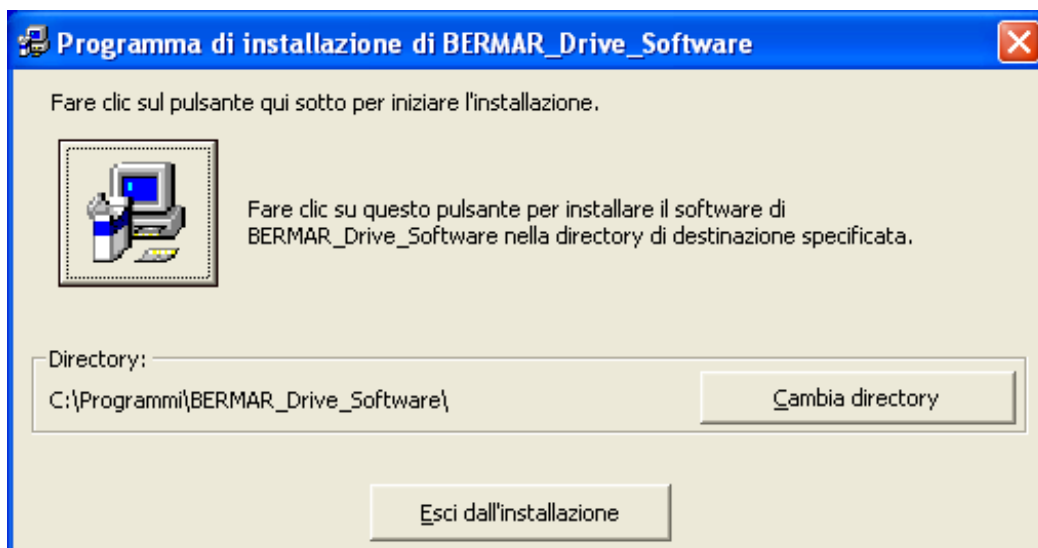 Programma di installazione di BERMAR_Drive_Software
Fare clic sul pulsante qui sotto per iniziare l'installazione.
Fare clic su questo pulsante per installare il software di
BERMAR_Drive_Software nella directory di destinazione specificata.
Directory:
C:\Programmi\BERMAR_Drive_Software\
Cambia directory
Esci dall'installazione